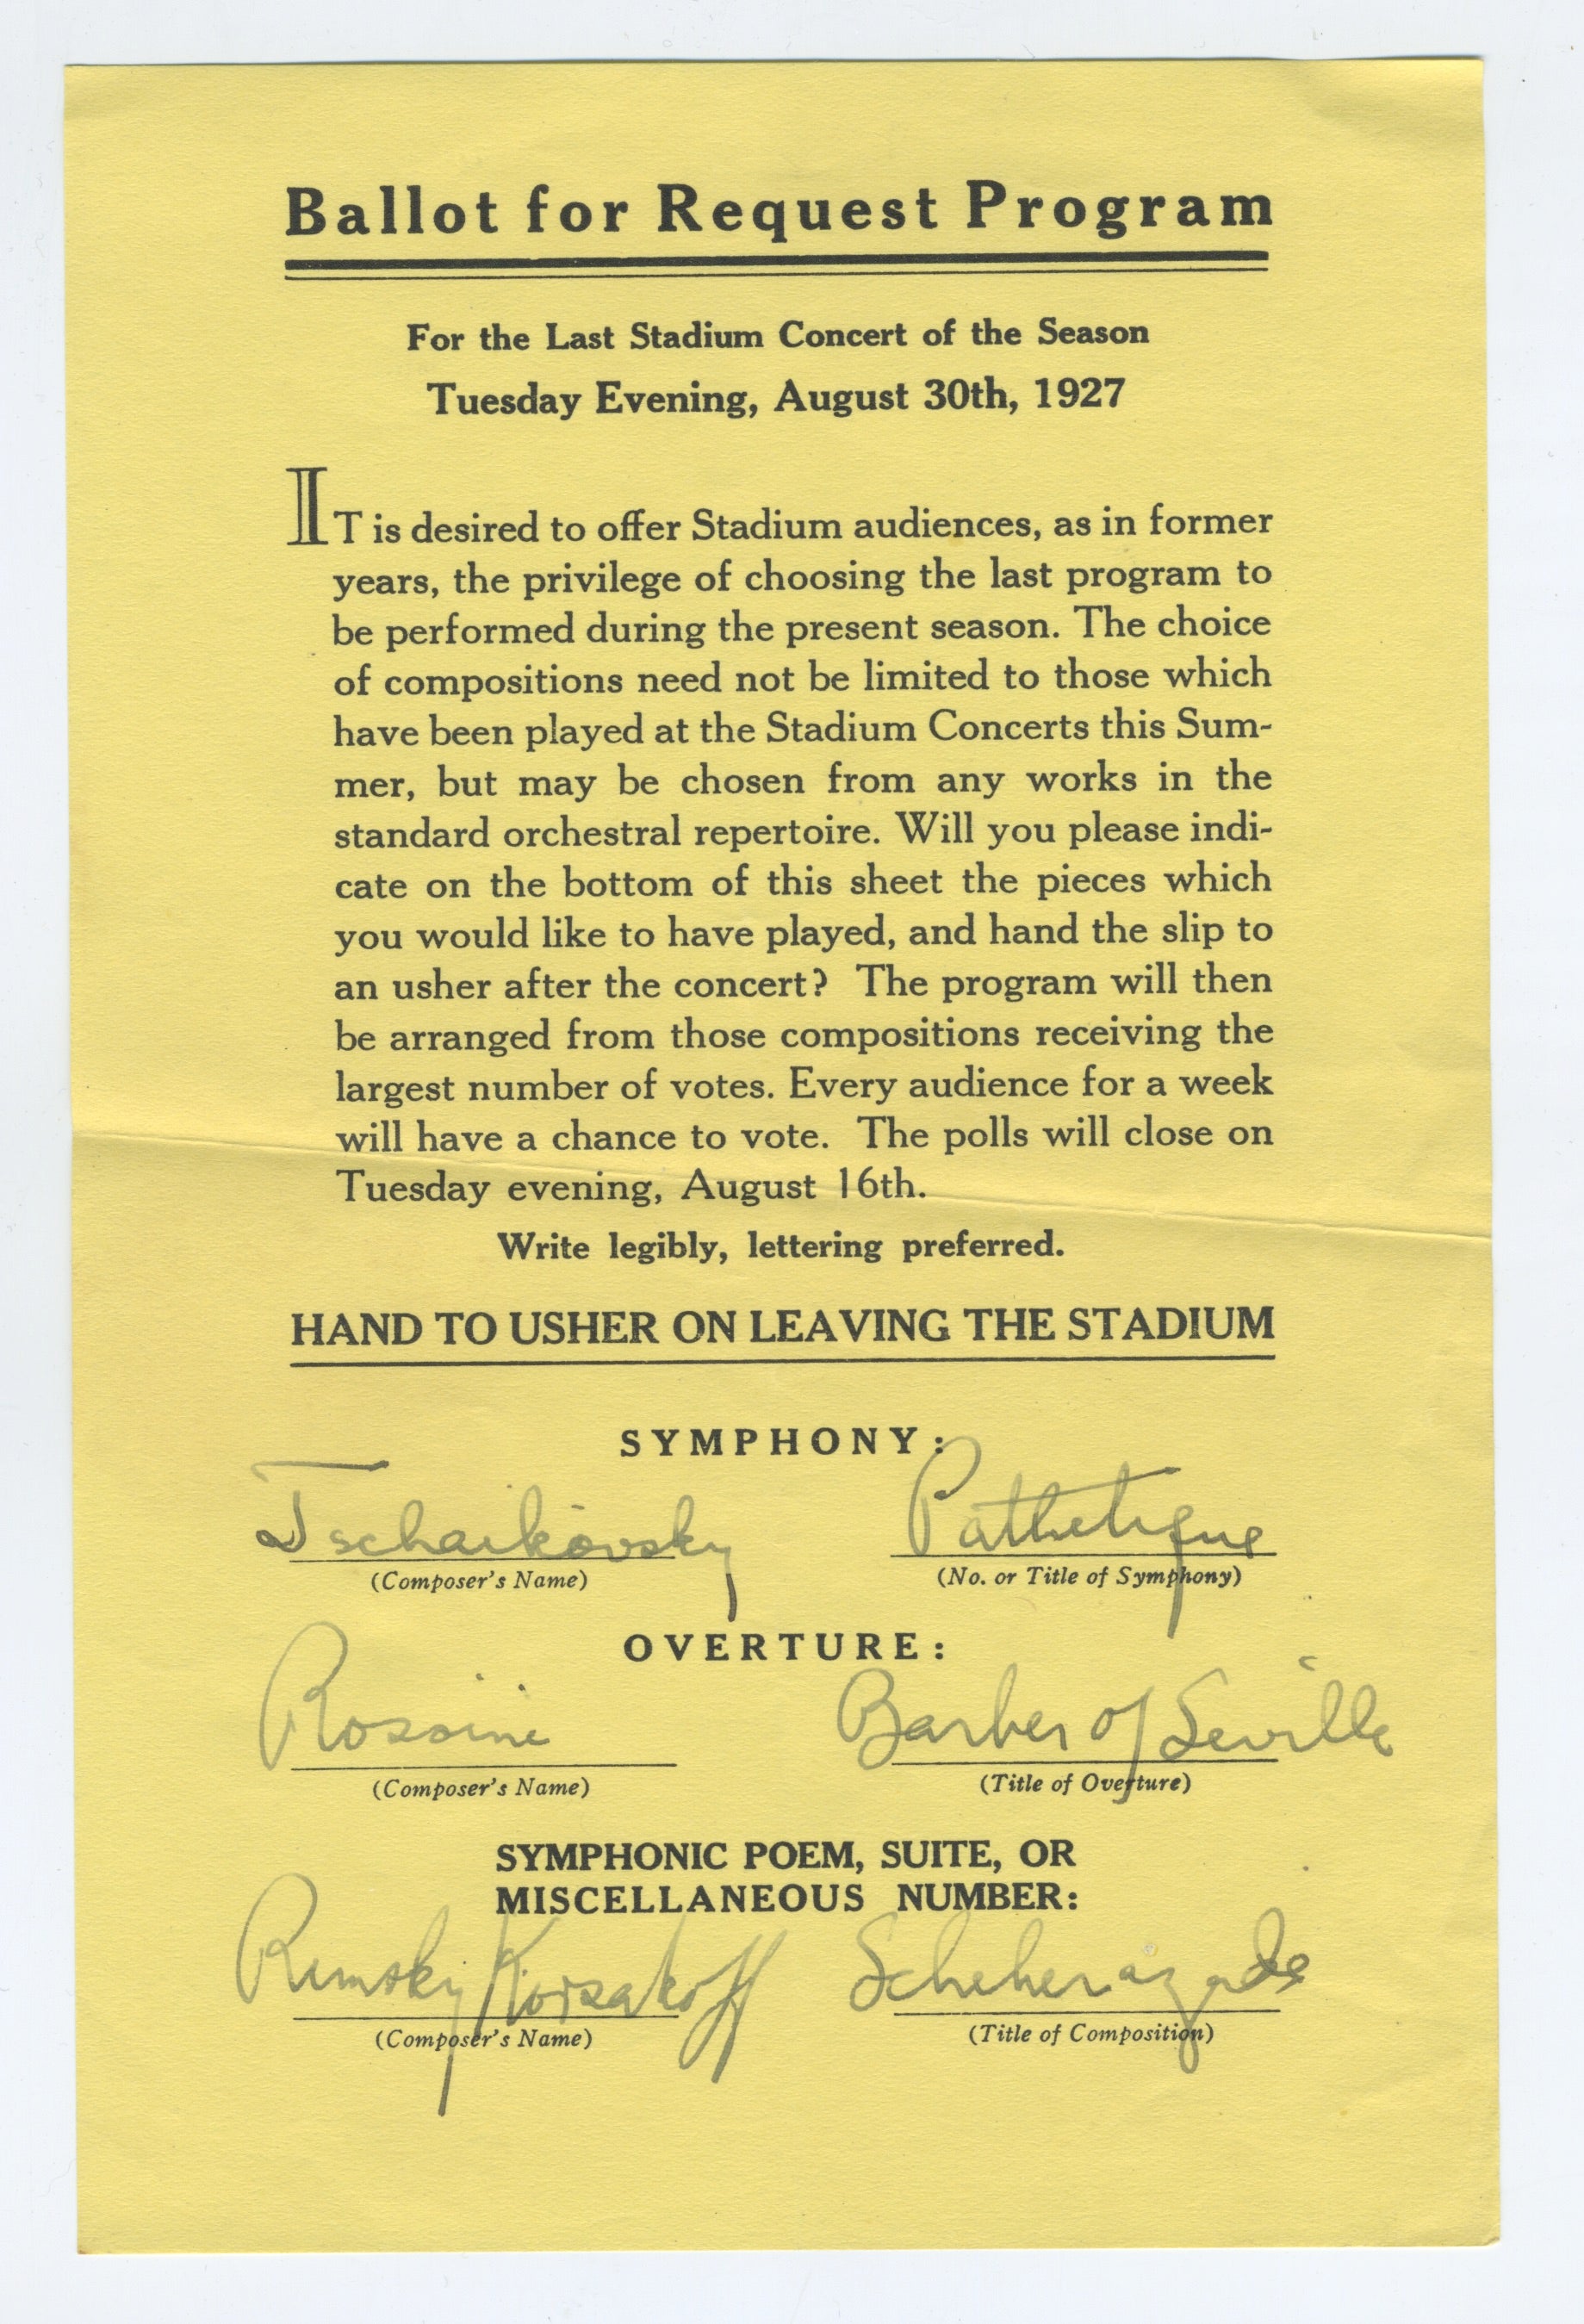 Ballot for Request Program
For the Last Stadium Concert of the Season
Tuesday Evening, August 30th, 1927
IT is desired to offer Stadium audiences, as in former
years, the privilege of choosing the last program to
be performed during the present season. The choice
of compositions need not be limited to those which
have been played at the Stadium Concerts this Sum-
mer, but may be chosen from any works in the
standard orchestral repertoire. Will you please indi-
cate on the bottom of this sheet the pieces which
you would like to have played, and hand the slip to
an usher after the concert? The program will then
be arranged from those compositions receiving the
largest number of votes. Every audience for a week
will have a chance to vote. The polls will close on
Tuesday evening, August 16th.
Write legibly, lettering preferred.
HAND TO USHER ON LEAVING THE STADIUM
SYMPHONY:
Tschaikovsky Pathetique
(Composer's Name) (No. or Title of Symphony)
OVERTURE:
Rossini Barber of Seville
(Composer's Name) (Title of Overture)
SYMPHONIC POEM, SUITE, OR
MISCELLANEOUS NUMBER:
Rimsky Korsakoff Scheherazade
(Composer's Name) (Title of Composition)